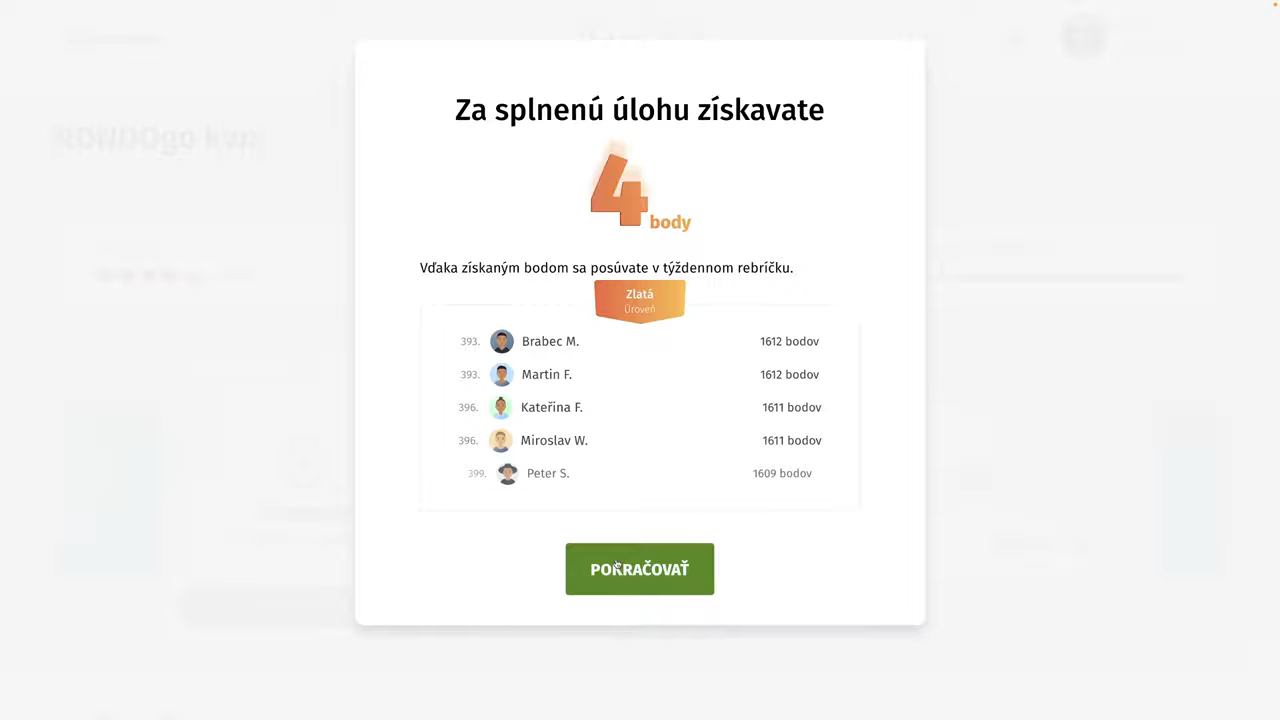 Za splnenú úlohu získavate
4 body
Vďaka získaným bodom sa posúvate v týždennom rebríčku.
Zlatá
Úroveň
393. Brabec M. 1612 bodov
393. Martin F. 1612 bodov
396. Kateřina F. 1611 bodov
396. Miroslav W. 1611 bodov
399. Peter S. 1609 bodov
POKRAČOVAŤ